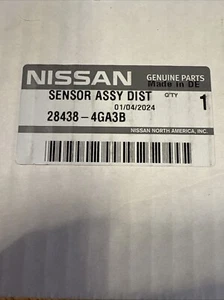 NISSAN GENUINE PARTS
Made in DE
SENSOR ASSY DIST Q'TY
01/04/2024 1
28438-4GA3B
NISSAN NORTH AMERICA, INC.